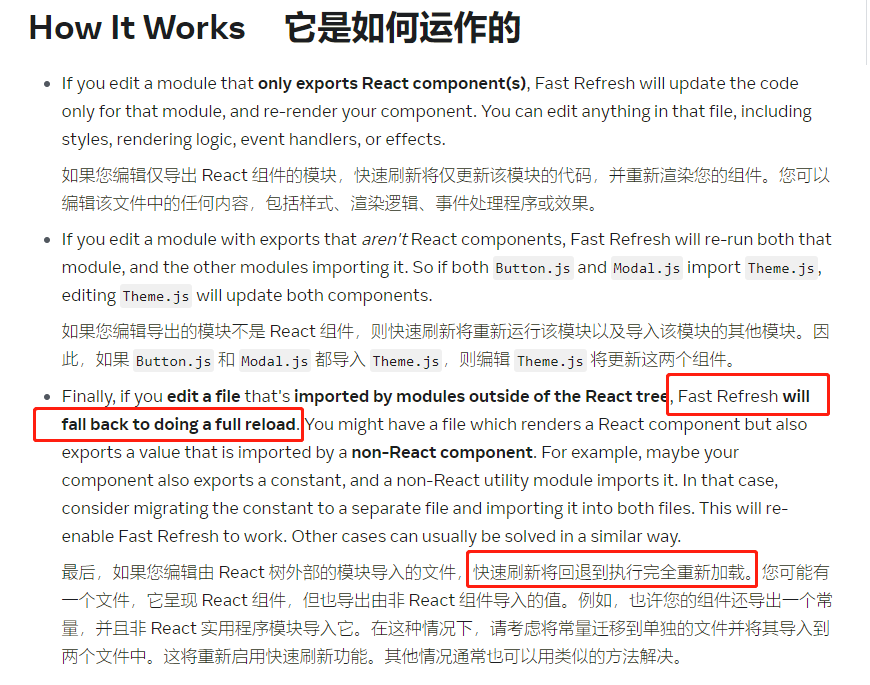 How It Works 它是如何运作的
If you edit a module that only exports React component(s), Fast Refresh will update the code
only for that module, and re-render your component. You can edit anything in that file, including
styles, rendering logic, event handlers, or effects.
如果您编辑仅导出 React 组件的模块，快速刷新将仅更新该模块的代码，并重新渲染您的组件。您可以
编辑该文件中的任何内容，包括样式、渲染逻辑、事件处理程序或效果。
If you edit a module with exports that aren't React components, Fast Refresh will re-run both that
module, and the other modules importing it. So if both Button.js and Modal.js import Theme.js,
editing Theme.js will update both components.
如果您编辑导出的模块不是 React 组件，则快速刷新将重新运行该模块以及导入该模块的其他模块。因
此，如果 Button.js 和 Modal.js 都导入 Theme.js，则编辑 Theme.js 将更新这两个组件。
Finally, if you edit a file that's imported by modules outside of the React tree, Fast Refresh will
fall back to doing a full reload. You might have a file which renders a React component but also
exports a value that is imported by a non-React component. For example, maybe your
component also exports a constant, and a non-React utility module imports it. In that case,
consider migrating the constant to a separate file and importing it into both files. This will re-
enable Fast Refresh to work. Other cases can usually be solved in a similar way.
最后，如果您编辑由 React 树外部的模块导入的文件，快速刷新将回退到执行完全重新加载。您可能有
一个文件，它呈现 React 组件，但也导出由非 React 组件导入的值。例如，也许您的组件还导出一个常
量，并且非 React 实用程序模块导入它。在这种情况下，请考虑将常量迁移到单独的文件并将其导入到
两个文件中。这将重新启用快速刷新功能。其他情况通常也可以用类似的方法解决。